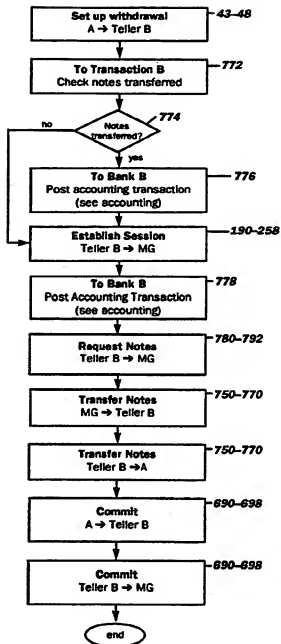 Set up withdrawal
A → Teller B
43–48
To Transaction B
Check notes transferred
772
Notes
transferred?
774
no
yes
To Bank B
Post accounting transaction
(see accounting)
776
Establish Session
Teller B → MG
190–258
To Bank B
Post Accounting Transaction
(see accounting)
778
Request Notes
Teller B → MG
780–792
Transfer Notes
MG → Teller B
750–770
Transfer Notes
Teller B →A
750–770
Commit
A → Teller B
690–698
Commit
Teller B → MG
690–698
end